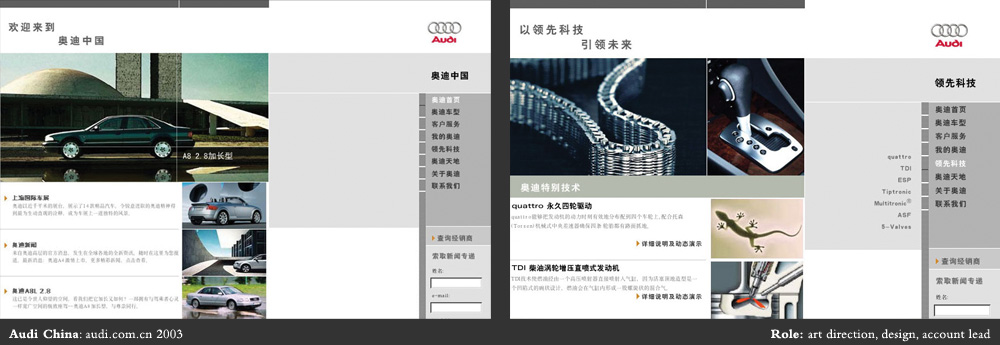 欢迎来到
奥迪中国
Audi
奥迪中国
奥迪首页
奥迪车型
客户服务
我的奥迪
领先科技
奥迪天地
关于奥迪
联系我们
A8 2.8加长型
上海国际车展
奥迪新闻
奥迪A8L 2.8
查询经销商
索取新闻专递
姓名:
e-mail:
以领先科技
引领未来
Audi
领先科技
奥迪首页
奥迪车型
客户服务
我的奥迪
领先科技
奥迪天地
关于奥迪
联系我们
quattro
TDI
ESP
Tiptronic
Multitronic®
ASF
5-Valves
奥迪特别技术
quattro 永久四轮驱动
详细说明及动态演示
TDI 柴油涡轮增压直喷式发动机
详细说明及动态演示
查询经销商
索取新闻专递
姓名:
Audi China: audi.com.cn 2003
Role: art direction, design, account lead